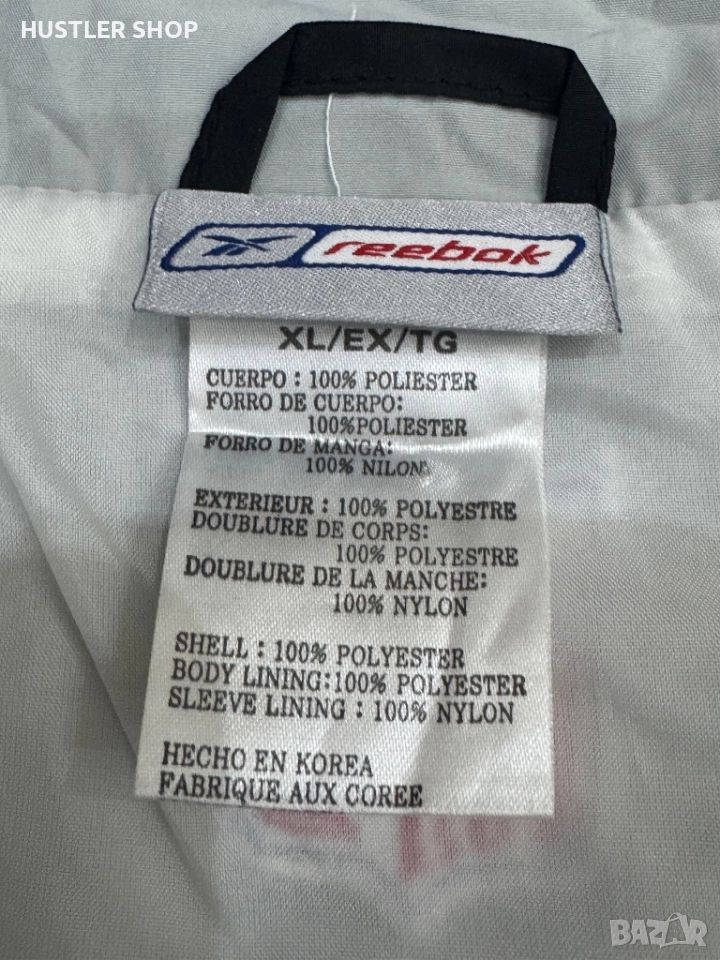 HUSTLER SHOP
reebok
XL/EX/TG
CUERPO : 100% POLIESTER
FORRO DE CUERPO:
100%POLIESTER
FORRO DE MANGA:
100% NILON
EXTERIEUR : 100% POLYESTRE
DOUBLURE DE CORPS:
100% POLYESTRE
DOUBLURE DE LA MANCHE:
100% NYLON
SHELL : 100% POLYESTER
BODY LINING:100% POLYESTER
SLEEVE LINING : 100% NYLON
HECHO EN KOREA
FABRIQUE AUX COREE
BAZAR